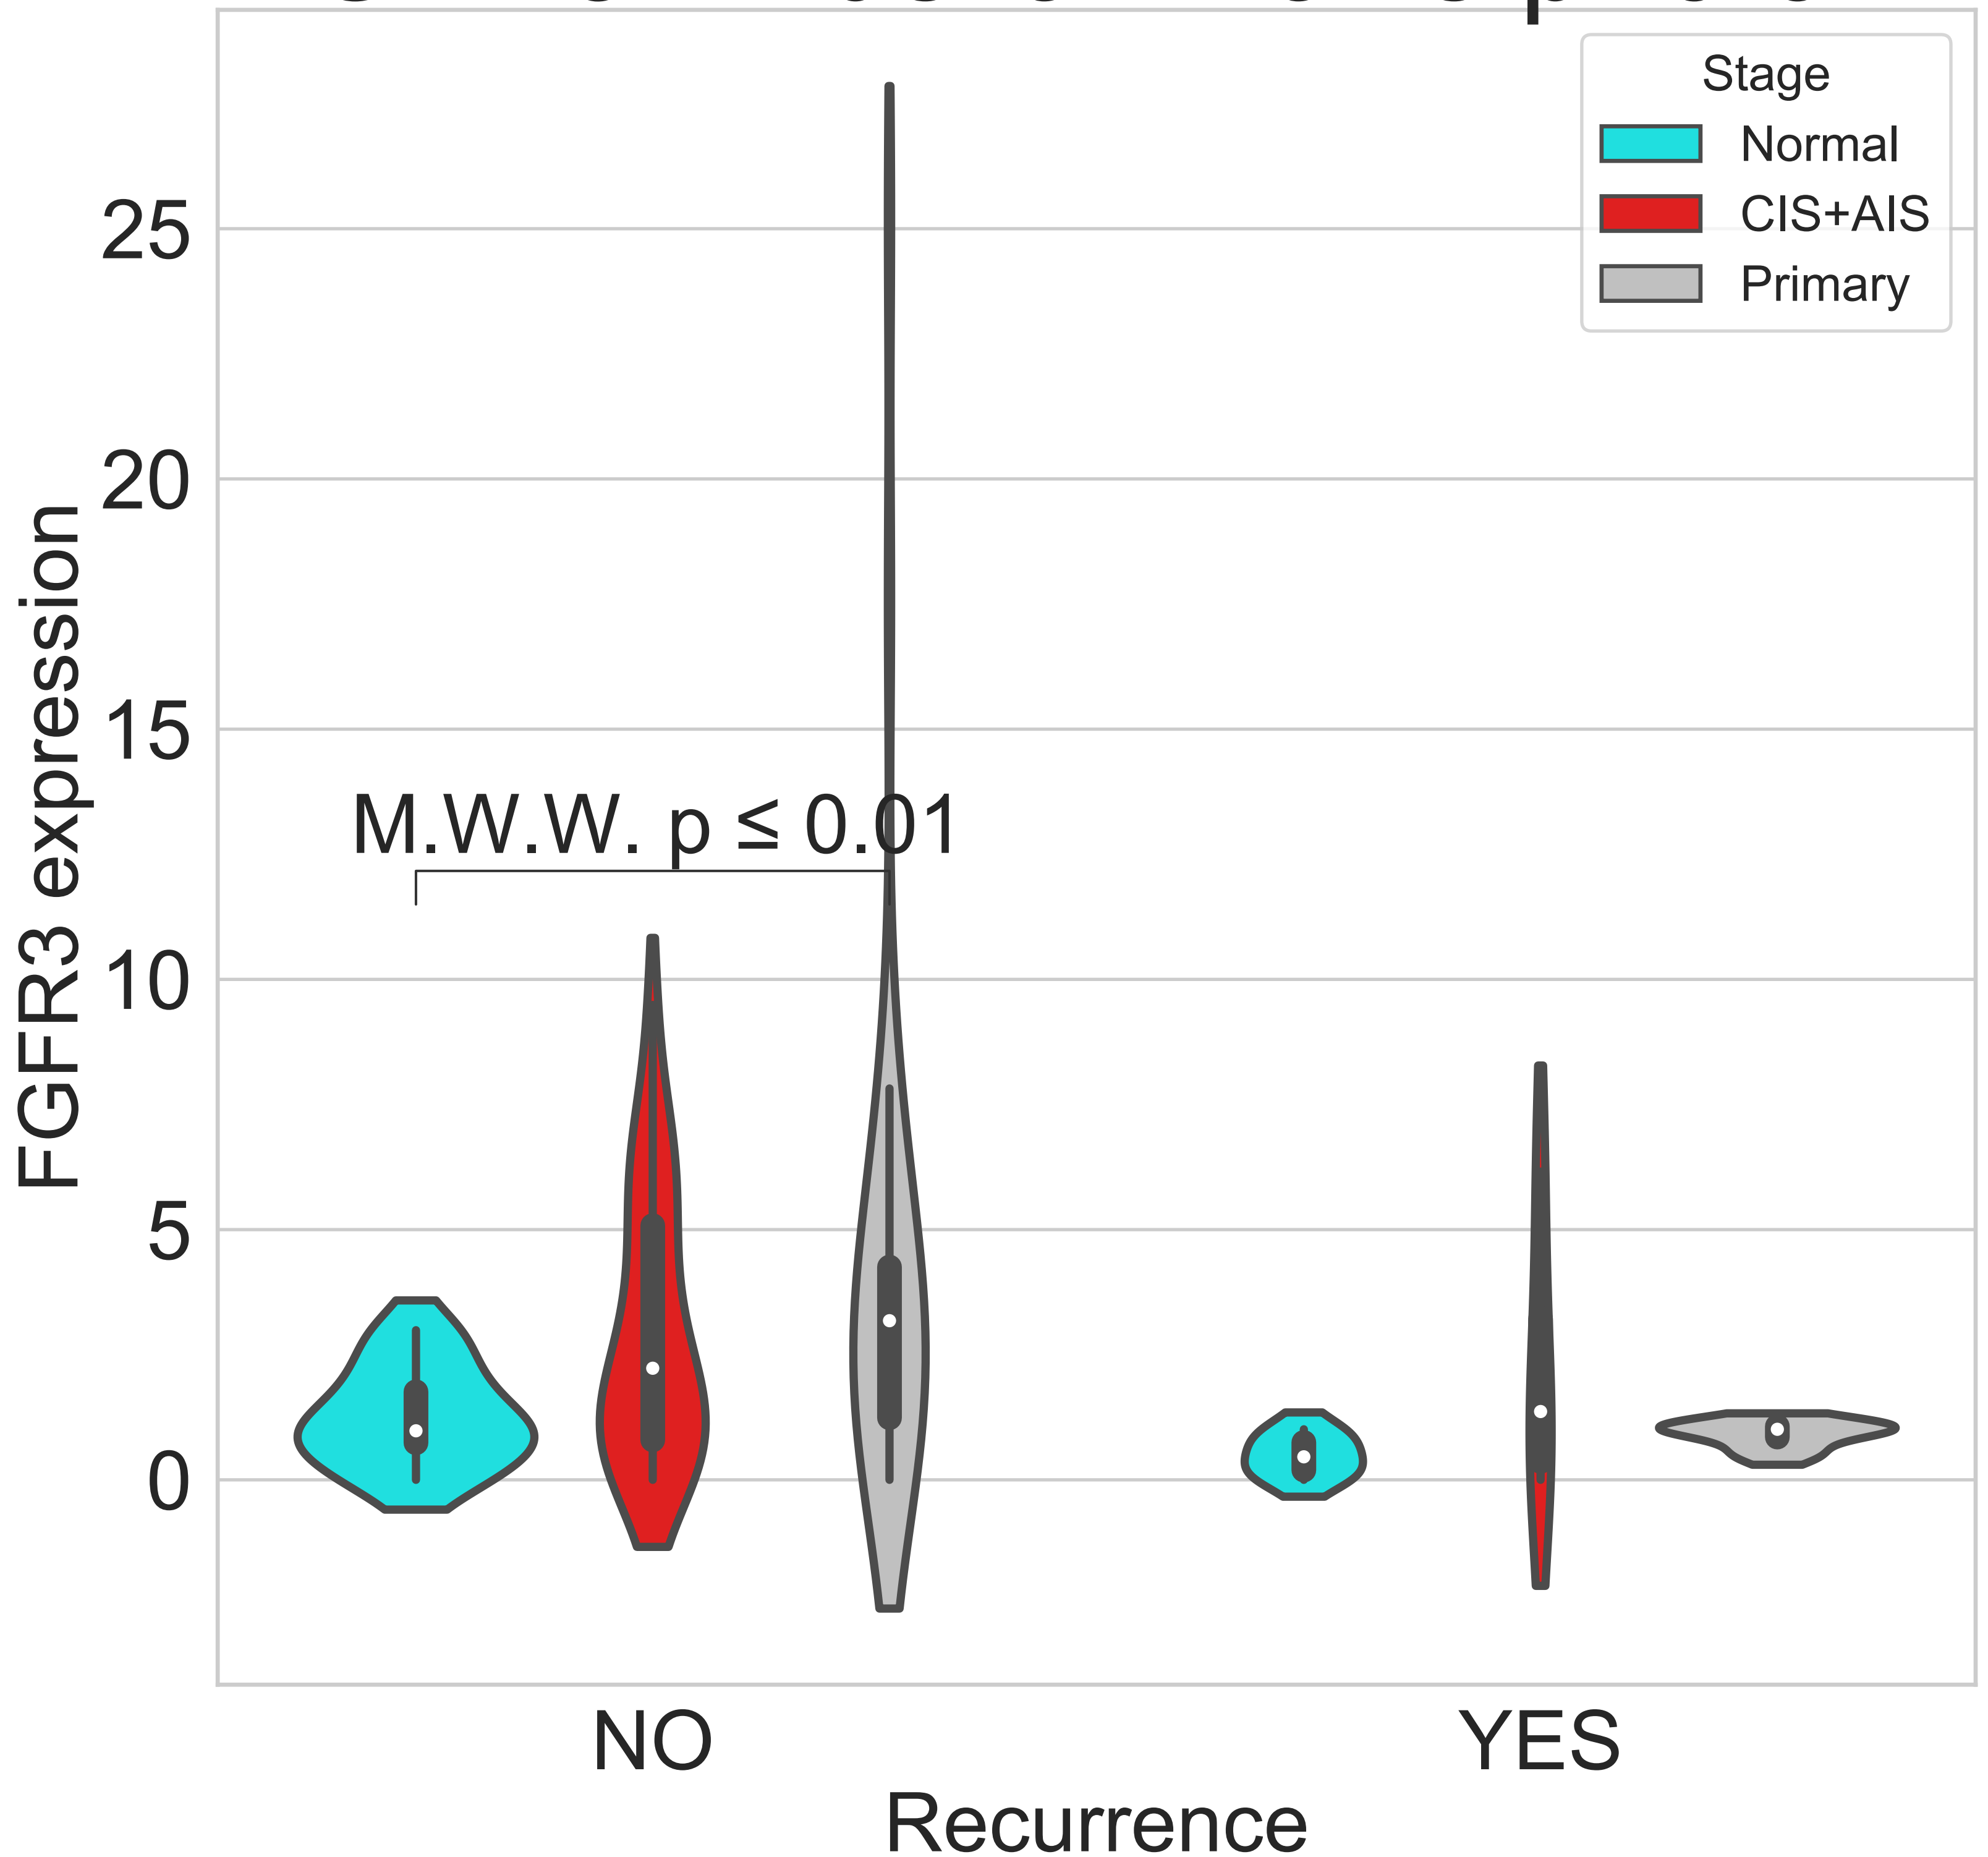 Stage
Normal
CIS+AIS
Primary
25
20
15
10
5
0
FGFR3 expression
M.W.W. p ≤ 0.01
NO
YES
Recurrence